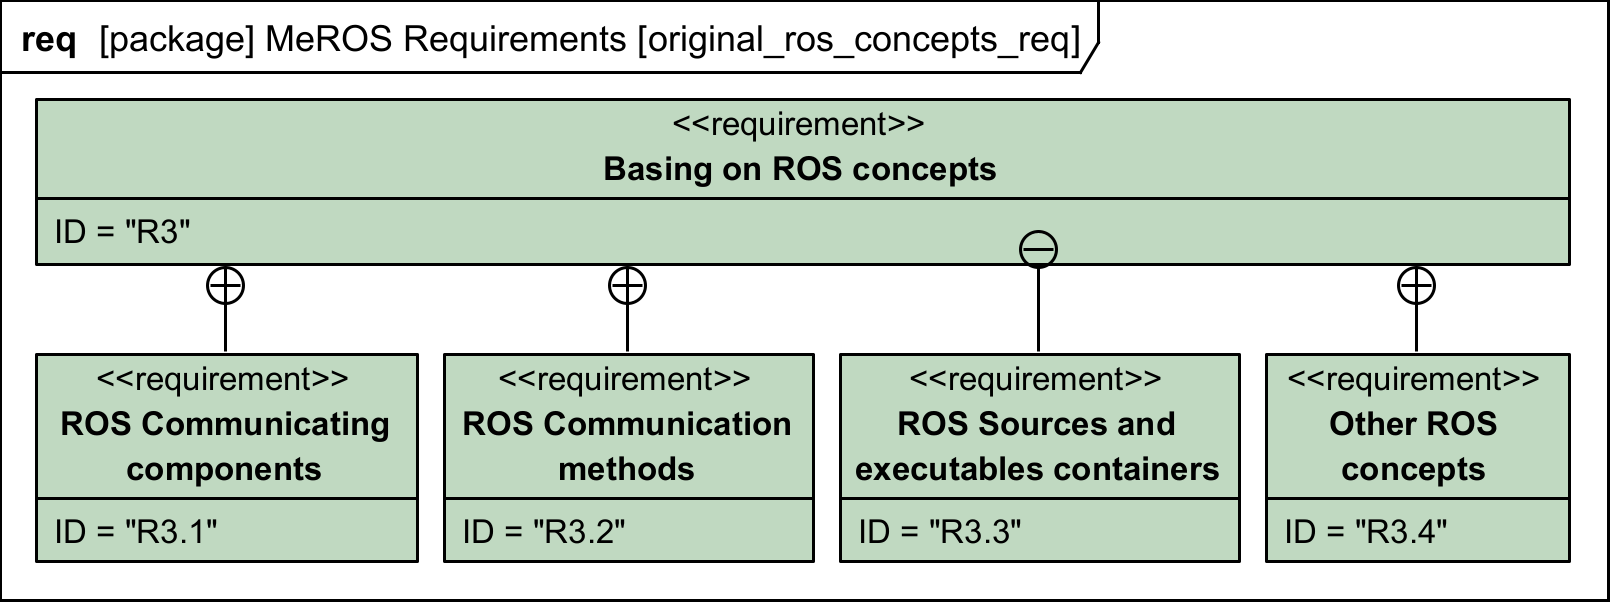 req [package] MeROS Requirements [original_ros_concepts_req]
<<requirement>>
Basing on ROS concepts
ID = "R3"
<<requirement>>
ROS Communicating
components
ID = "R3.1"
<<requirement>>
ROS Communication
methods
ID = "R3.2"
<<requirement>>
ROS Sources and
executables containers
ID = "R3.3"
<<requirement>>
Other ROS
concepts
ID = "R3.4"